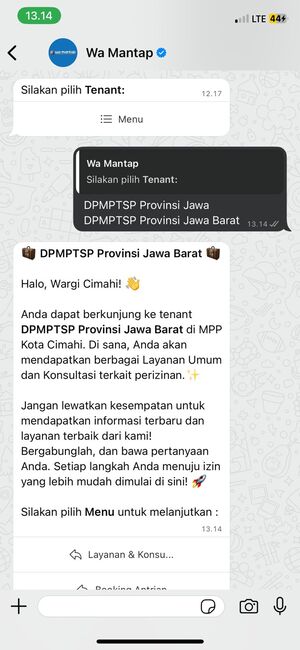 13.14
LTE 44
WA MANTAP
Wa Mantap
Silakan pilih Tenant:
12.17
Menu
Wa Mantap
Silakan pilih Tenant:
DPMPTSP Provinsi Jawa
DPMPTSP Provinsi Jawa Barat
13.14
DPMPTSP Provinsi Jawa Barat
Halo, Wargi Cimahi! 👋
Anda dapat berkunjung ke tenant
DPMPTSP Provinsi Jawa Barat di MPP
Kota Cimahi. Di sana, Anda akan
mendapatkan berbagai Layanan Umum
dan Konsultasi terkait perizinan.✨
Jangan lewatkan kesempatan untuk
mendapatkan informasi terbaru dan
layanan terbaik dari kami!
Bergabunglah, dan bawa pertanyaan
Anda. Setiap langkah Anda menuju izin
yang lebih mudah dimulai di sini! 🚀
Silakan pilih Menu untuk melanjutkan :
13.14
Layanan & Konsu...
Booking Antrian